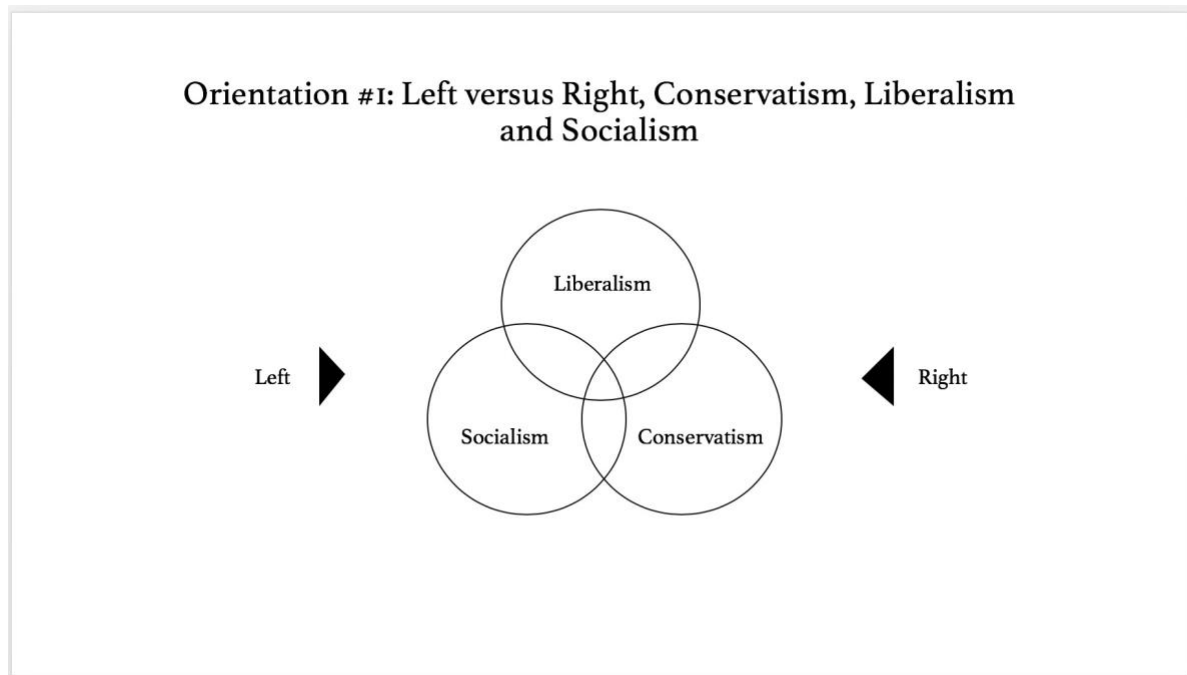 Orientation #1: Left versus Right, Conservatism, Liberalism
and Socialism
Liberalism
Left
Right
Socialism
Conservatism